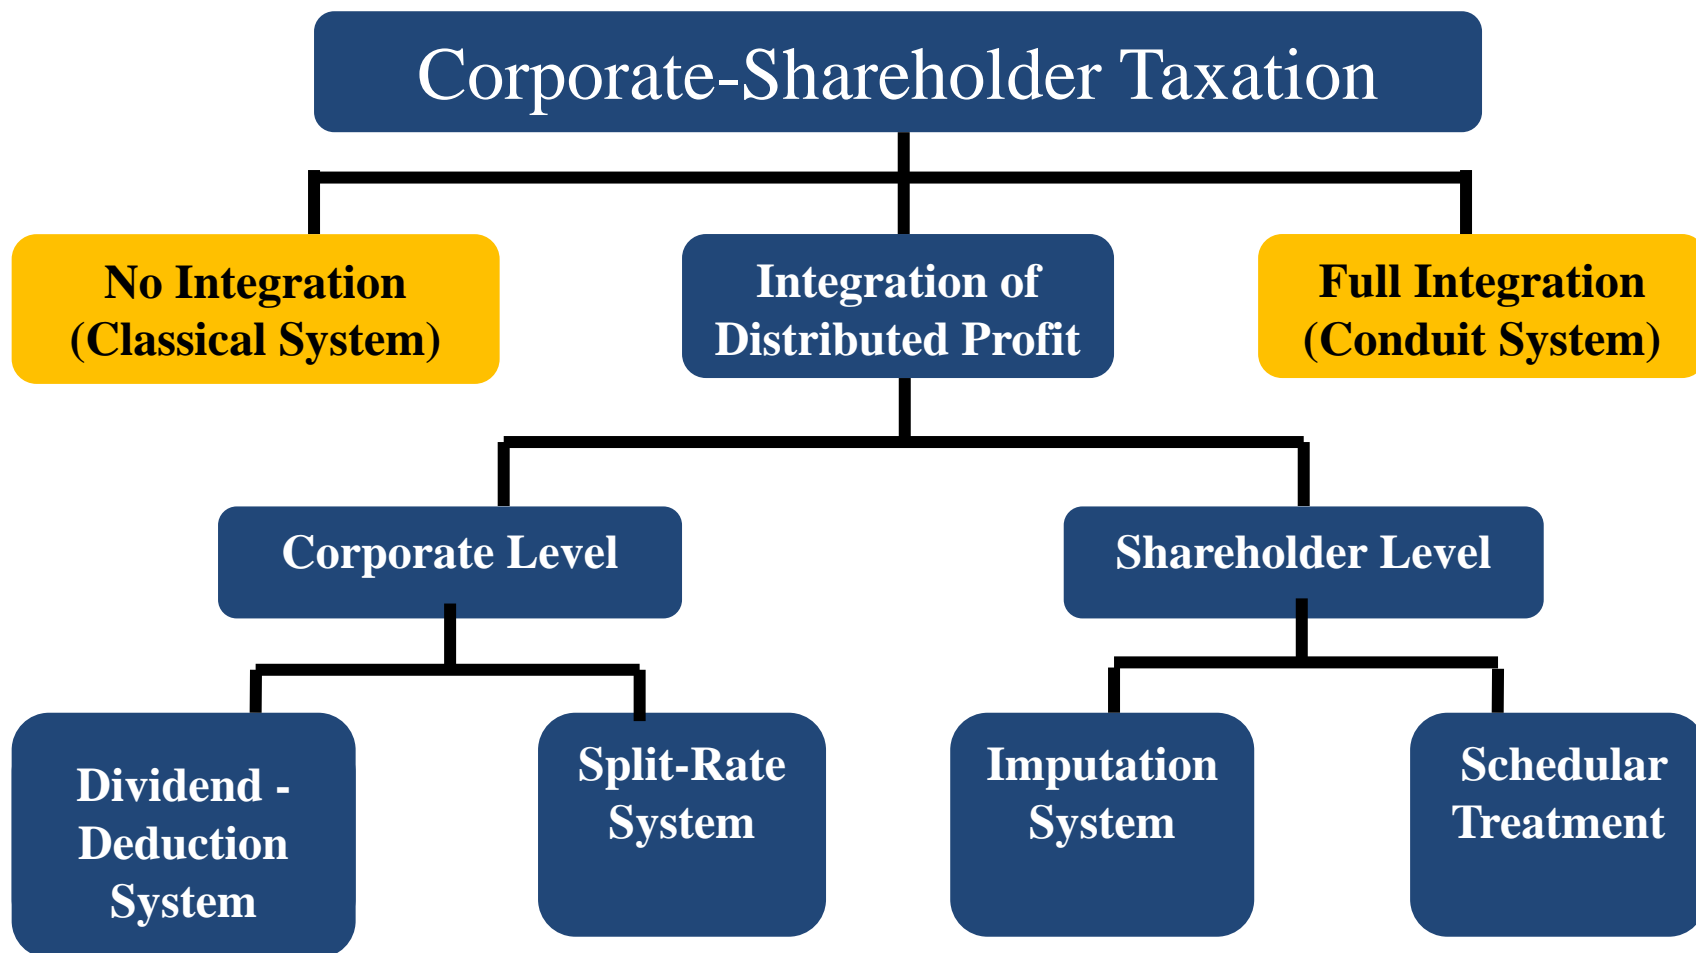 Corporate-Shareholder Taxation
No Integration
(Classical System)
Integration of
Distributed Profit
Full Integration
(Conduit System)
Corporate Level
Shareholder Level
Dividend -
Deduction
System
Split-Rate
System
Imputation
System
Schedular
Treatment